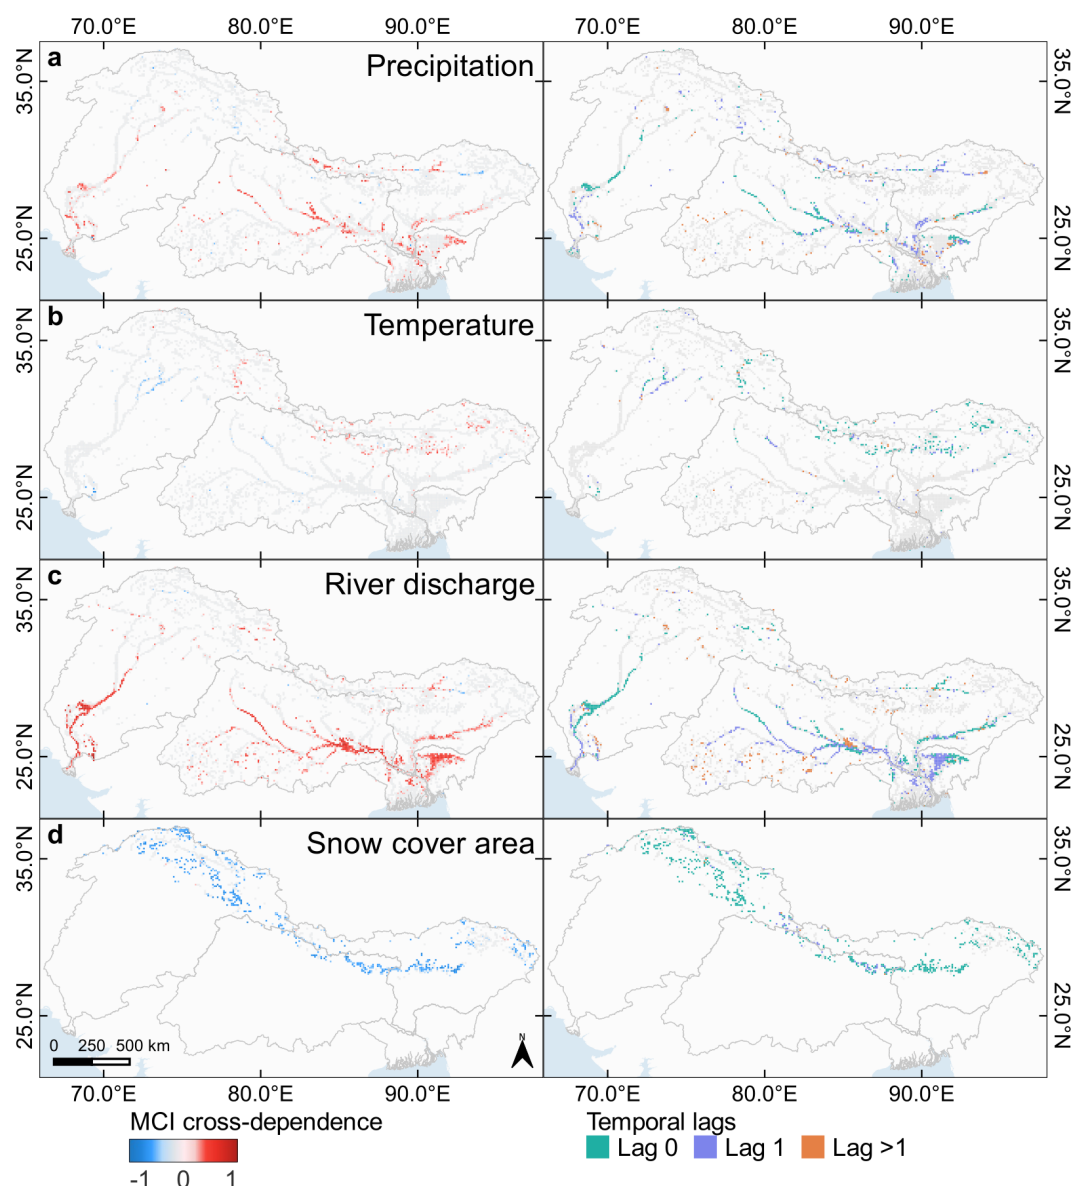 70.0°E 80.0°E 90.0°E 70.0°E 80.0°E 90.0°E
a Precipitation
35.0°N 35.0°N
25.0°N 25.0°N
b Temperature
35.0°N 35.0°N
25.0°N 25.0°N
c River discharge
35.0°N 35.0°N
25.0°N 25.0°N
d Snow cover area
35.0°N 35.0°N
25.0°N 25.0°N
0 250 500 km N
70.0°E 80.0°E 90.0°E 70.0°E 80.0°E 90.0°E
MCI cross-dependence Temporal lags
Lag 0 Lag 1 Lag >1
-1 0 1